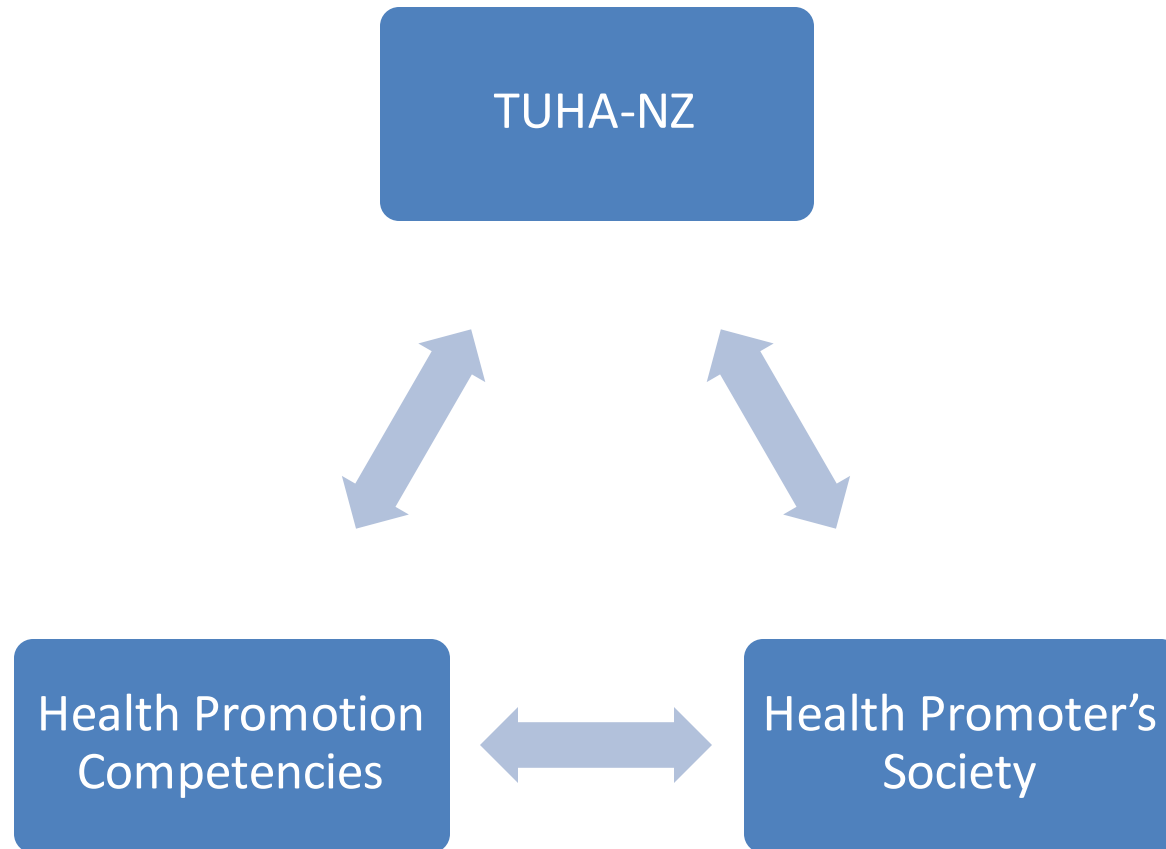 TUHA-NZ
Health Promotion
Competencies
Health Promoter’s
Society